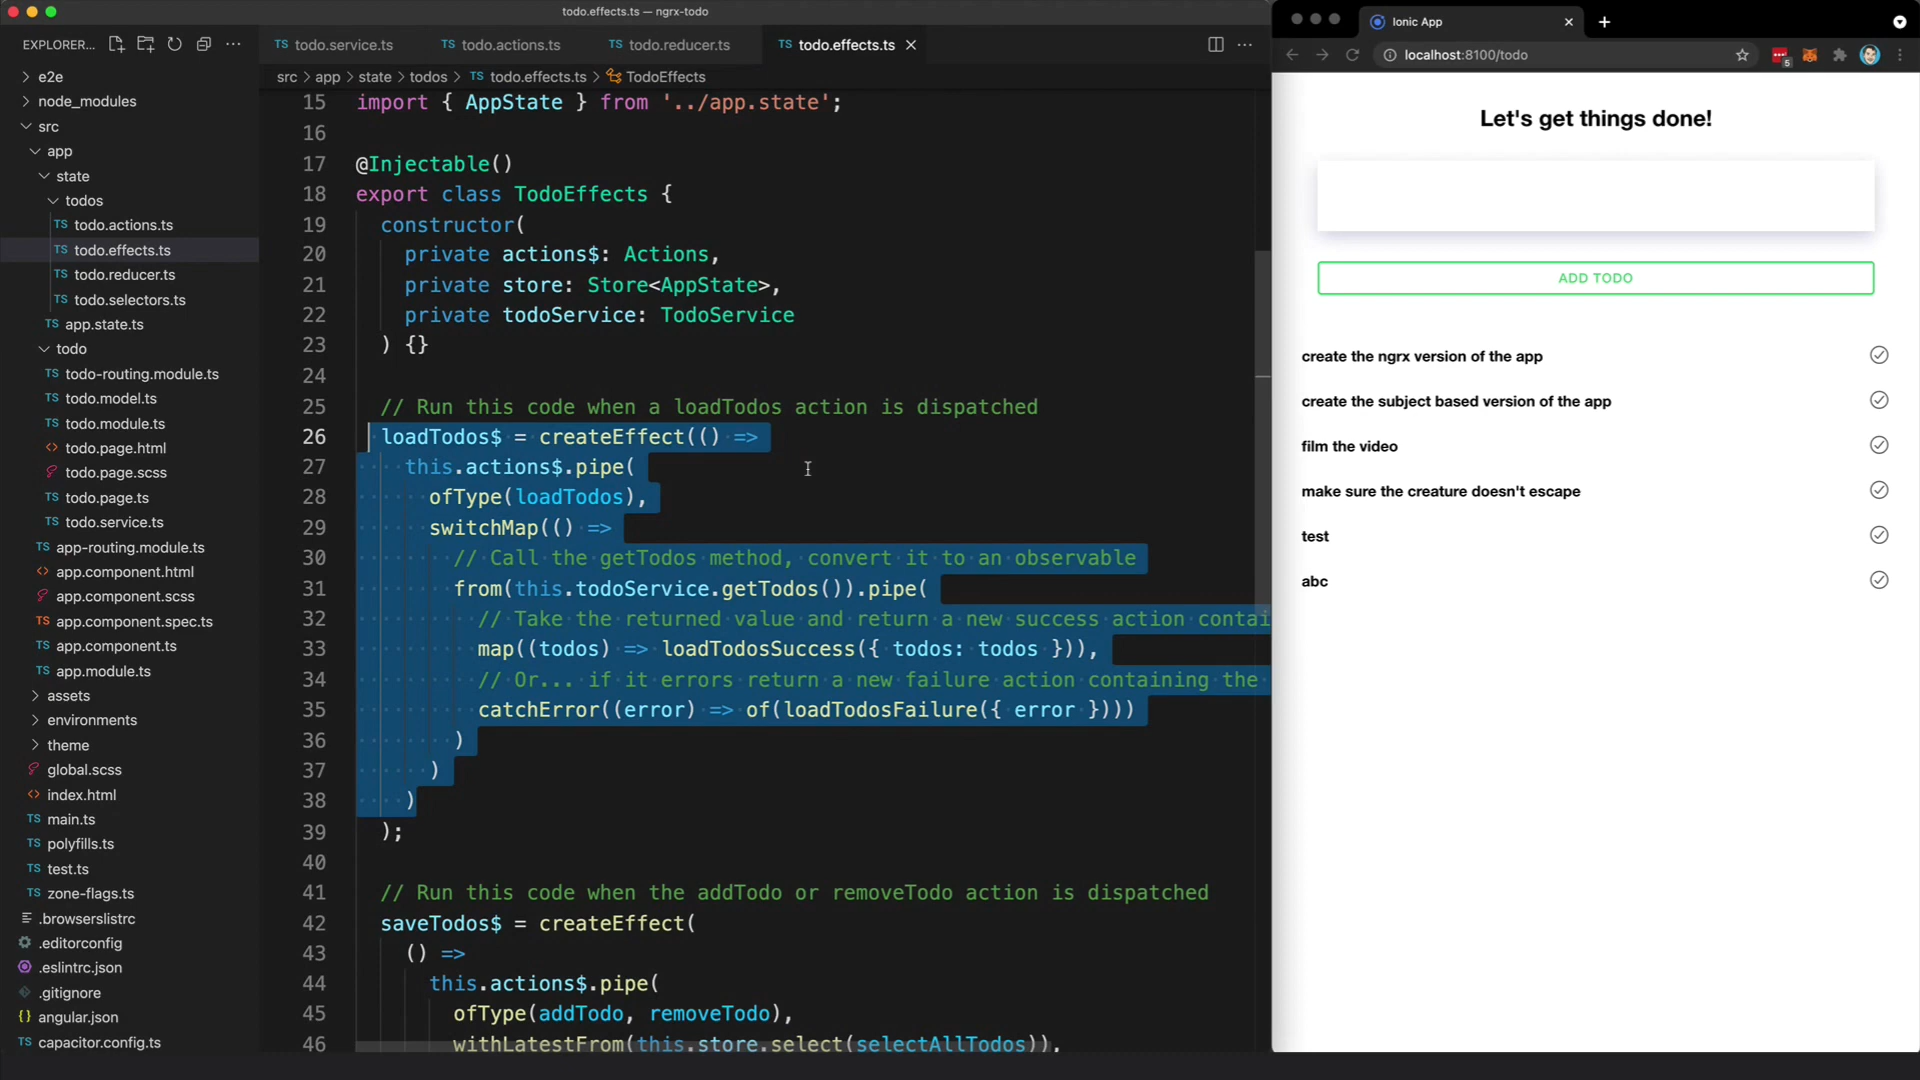 todo.effects.ts — ngrx-todo
EXPLORER...
e2e
node_modules
src
app
state
todos
todo.actions.ts
todo.effects.ts
todo.reducer.ts
todo.selectors.ts
app.state.ts
todo
todo-routing.module.ts
todo.model.ts
todo.module.ts
todo.page.html
todo.page.scss
todo.page.ts
todo.service.ts
app-routing.module.ts
app.component.html
app.component.scss
app.component.spec.ts
app.component.ts
app.module.ts
assets
environments
theme
global.scss
index.html
main.ts
polyfills.ts
test.ts
zone-flags.ts
.browserslistrc
.editorconfig
.eslintrc.json
.gitignore
angular.json
capacitor.config.ts
todo.service.ts todo.actions.ts todo.reducer.ts todo.effects.ts
src > app > state > todos > TS todo.effects.ts > TodoEffects
15 import { AppState } from '../app.state';
16
17 @Injectable()
18 export class TodoEffects {
19 constructor(
20 private actions$: Actions,
21 private store: Store<AppState>,
22 private todoService: TodoService
23 ) {}
24
25 // Run this code when a loadTodos action is dispatched
26 loadTodos$ = createEffect(() =>
27 this.actions$.pipe(
28 ofType(loadTodos),
29 switchMap(() =>
30 // Call the getTodos method, convert it to an observable
31 from(this.todoService.getTodos()).pipe(
32 // Take the returned value and return a new success action contai
33 map((todos) => loadTodosSuccess({ todos: todos })),
34 // Or... if it errors return a new failure action containing the
35 catchError((error) => of(loadTodosFailure({ error })))
36 )
37 )
38 )
39 );
40
41 // Run this code when the addTodo or removeTodo action is dispatched
42 saveTodos$ = createEffect(
43 () =>
44 this.actions$.pipe(
45 ofType(addTodo, removeTodo),
46 withLatestFrom(this.store.select(selectAllTodos)),
Ionic App
localhost:8100/todo
5
Let's get things done!
ADD TODO
create the ngrx version of the app
create the subject based version of the app
film the video
make sure the creature doesn't escape
test
abc